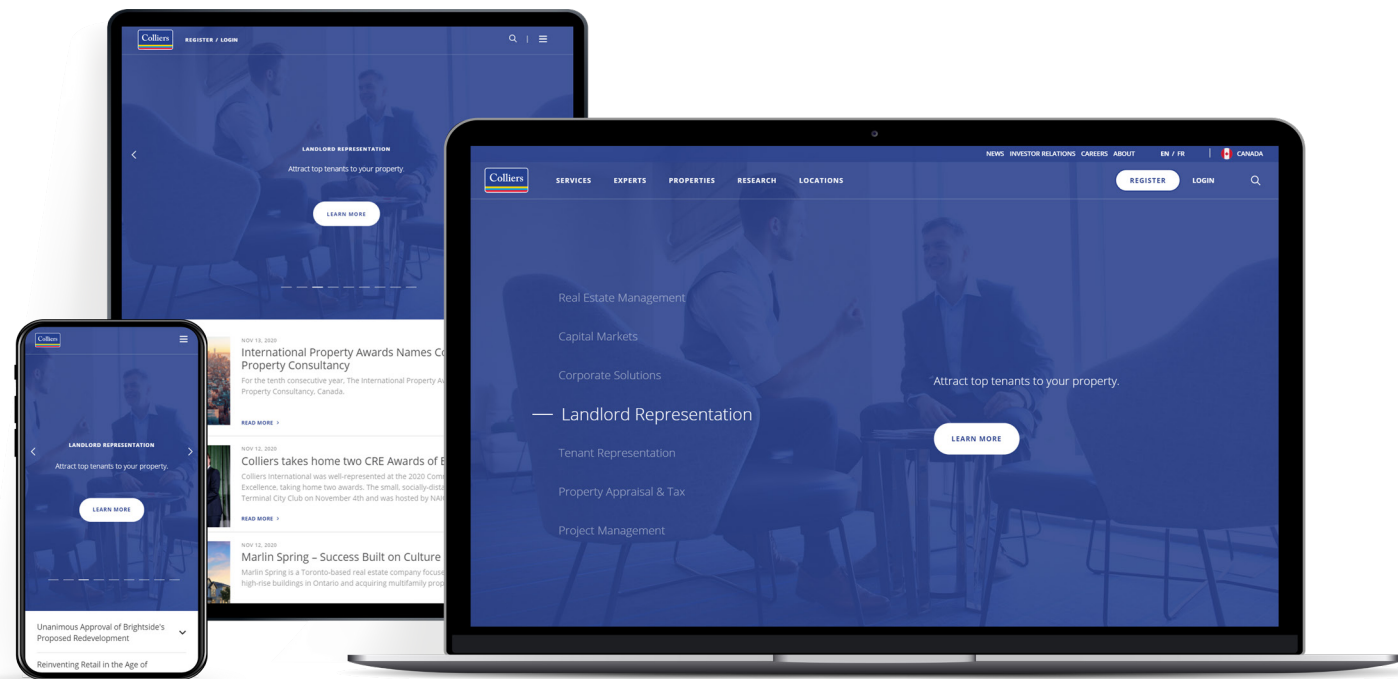 Colliers
REGISTER / LOGIN
LANDLORD REPRESENTATION
Attract top tenants to your property.
LEARN MORE
NOV 13, 2020
International Property Awards Names Co
Property Consultancy
For the tenth consecutive year, The International Property Aw
Property Consultancy, Canada.
READ MORE >
NOV 12, 2020
Colliers takes home two CRE Awards of E
Colliers International was well-represented at the 2020 Com
Excellence, taking home two awards. The small, socially-dista
Terminal City Club on November 4th and was hosted by NAIO
READ MORE >
NOV 12, 2020
Marlin Spring – Success Built on Culture
Marlin Spring is a Toronto-based real estate company focuse
high-rise buildings in Ontario and acquiring multifamily prop
Colliers
LANDLORD REPRESENTATION
Attract top tenants to your property.
LEARN MORE
Unanimous Approval of Brightside's
Proposed Redevelopment
Reinventing Retail in the Age of
NEWS INVESTOR RELATIONS CAREERS ABOUT EN / FR | CANADA
Colliers SERVICES EXPERTS PROPERTIES RESEARCH LOCATIONS REGISTER LOGIN
Real Estate Management
Capital Markets
Corporate Solutions
Landlord Representation
Tenant Representation
Property Appraisal & Tax
Project Management
Attract top tenants to your property.
LEARN MORE